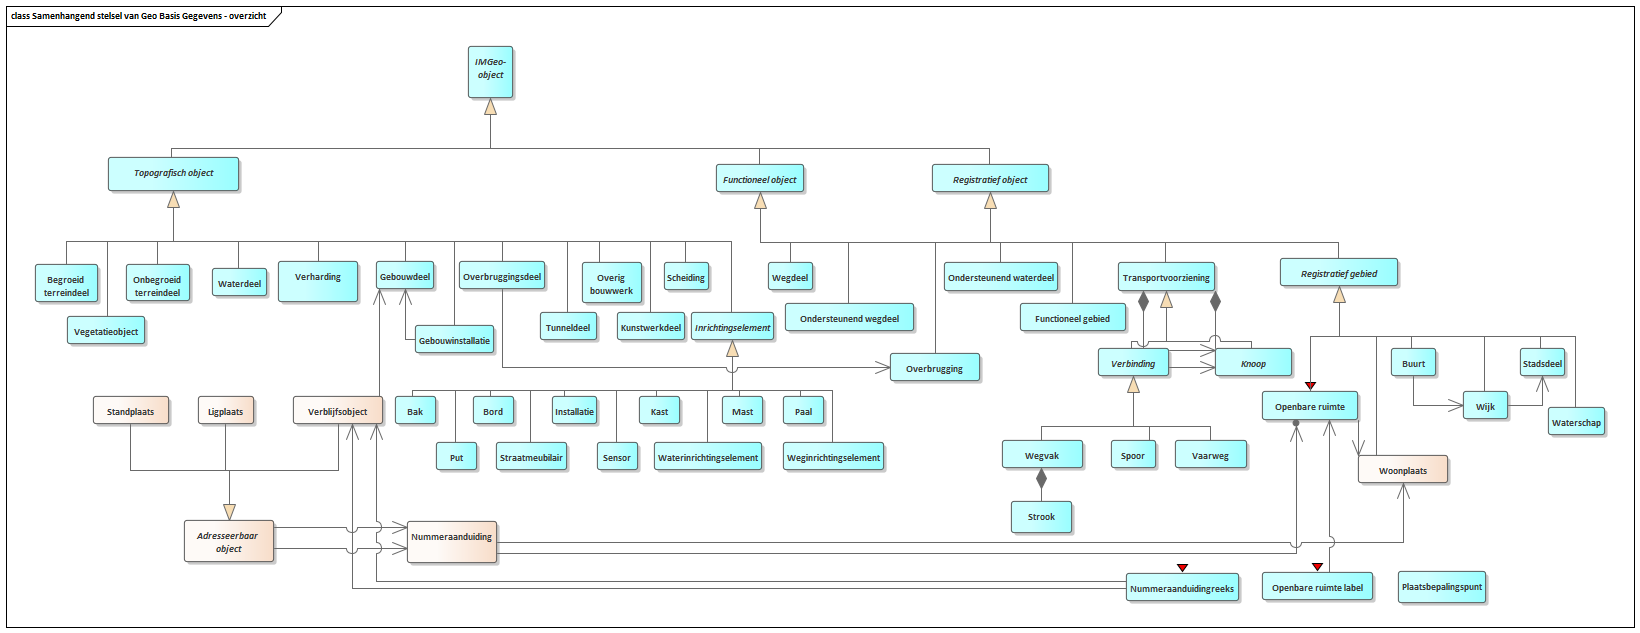 class Samenhangend stelsel van Geo Basis Gegevens - overzicht
IMGeo-
object
Topografisch object
Functioneel object
Registratief object
Begroeid
terreindeel
Onbegroeid
terreindeel
Waterdeel
Verharding
Gebouwdeel
Overbruggingsdeel
Overig
bouwwerk
Scheiding
Wegdeel
Ondersteunend waterdeel
Transportvoorziening
Registratief gebied
Vegetatieobject
Gebouwinstallatie
Tunneldeel
Kunstwerkdeel
Inrichtingselement
Ondersteunend wegdeel
Functioneel gebied
Overbrugging
Verbinding
Knoop
Buurt
Stadsdeel
Standplaats
Ligplaats
Verblijfsobject
Bak
Bord
Installatie
Kast
Mast
Paal
Openbare ruimte
Wijk
Waterschap
Put
Straatmeubilair
Sensor
Waterinrichtingselement
Weginrichtingselement
Wegvak
Spoor
Vaarweg
Woonplaats
Strook
Adresseerbaar
object
Nummeraanduiding
Nummeraanduidingreeks
Openbare ruimte label
Plaatsbepalingspunt